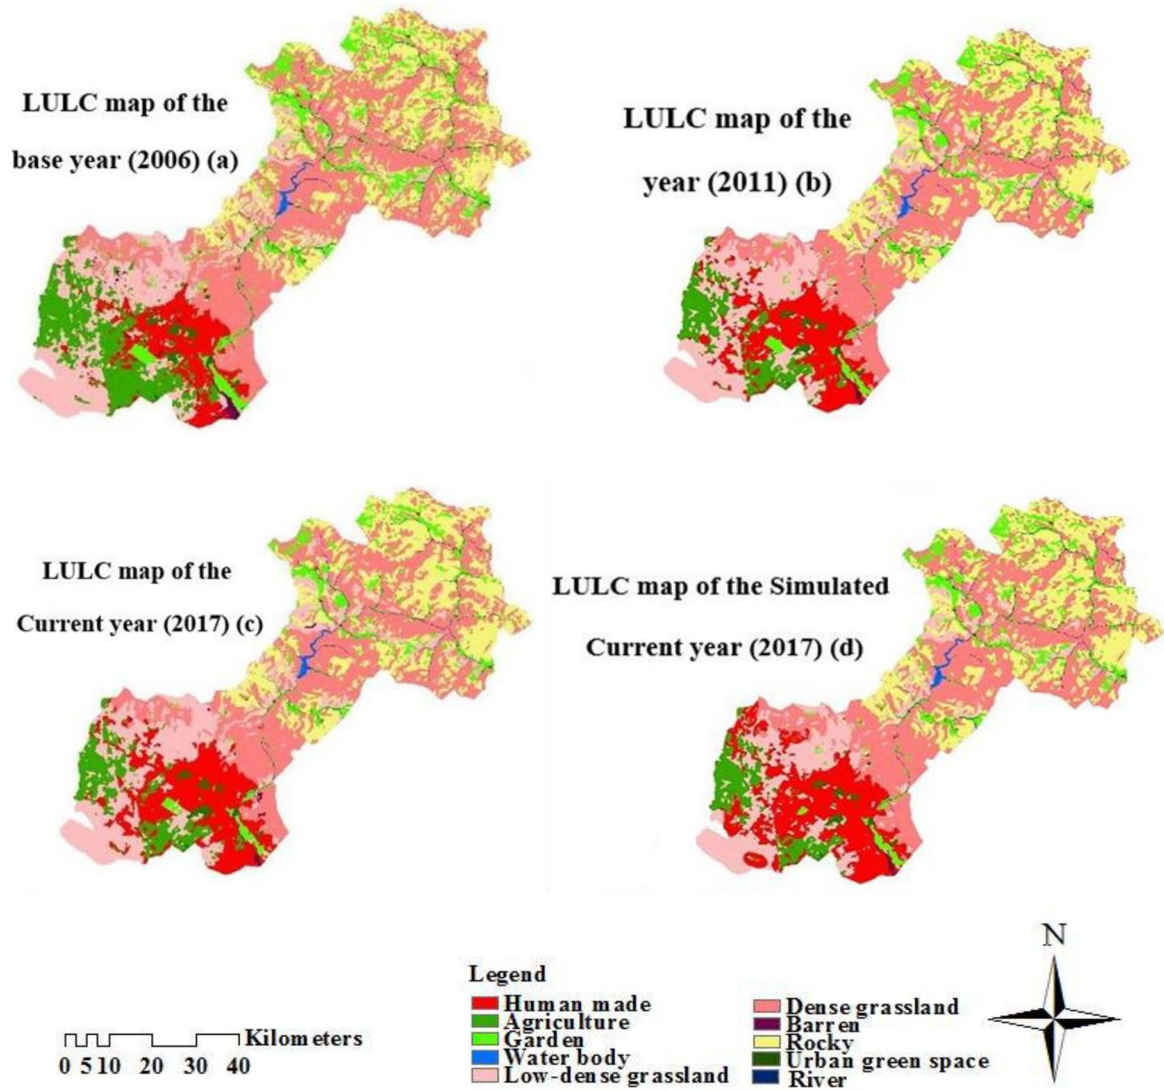 LULC map of the
base year (2006) (a)
LULC map of the
year (2011) (b)
LULC map of the
Current year (2017) (c)
LULC map of the Simulated
Current year (2017) (d)
N
Legend
Human made
Agriculture
Garden
Water body
Low-dense grassland
Dense grassland
Barren
Rocky
Urban green space
River
Kilometers
0 5 10 20 30 40